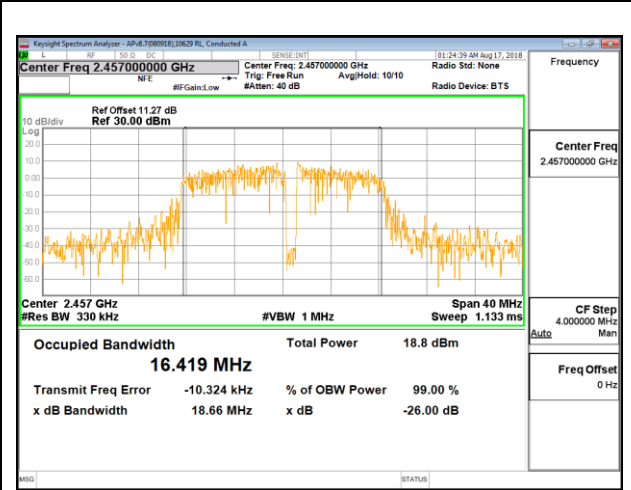 Keysight Spectrum Analyzer - APv8.7(080918),10629 RL, Conducted A
L RF 50 Ω DC SENSE:INT 01:24:39 AM Aug 17, 2018
Center Freq 2.457000000 GHz
NFE
#IFGain:Low
Center Freq: 2.457000000 GHz
Trig: Free Run Avg|Hold: 10/10
#Atten: 40 dB
Radio Std: None
Radio Device: BTS
Frequency
Ref Offset 11.27 dB
10 dB/div Ref 30.00 dBm
Log
20.0
10.0
0.00
-10.0
-20.0
-30.0
-40.0
-50.0
-60.0
Center 2.457 GHz Span 40 MHz
#Res BW 330 kHz #VBW 1 MHz Sweep 1.133 ms
Occupied Bandwidth Total Power 18.8 dBm
16.419 MHz
Transmit Freq Error -10.324 kHz % of OBW Power 99.00 %
x dB Bandwidth 18.66 MHz x dB -26.00 dB
Center Freq
2.457000000 GHz
CF Step
4.000000 MHz
Auto Man
Freq Offset
0 Hz
MSG STATUS